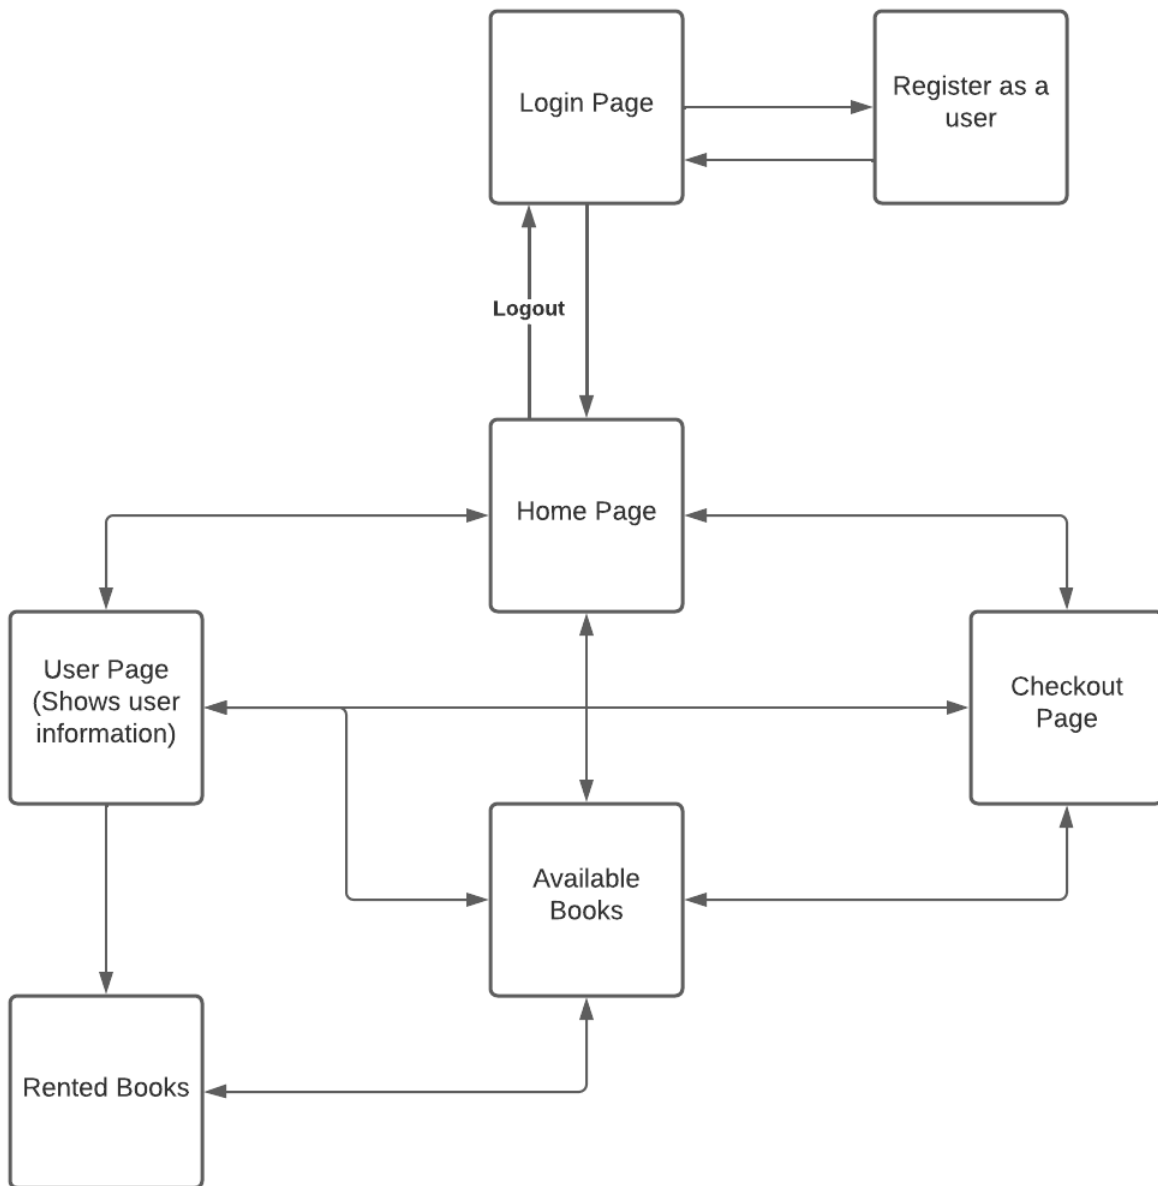 Login Page
Register as a
user
Logout
Home Page
User Page
(Shows user
information)
Checkout
Page
Available
Books
Rented Books